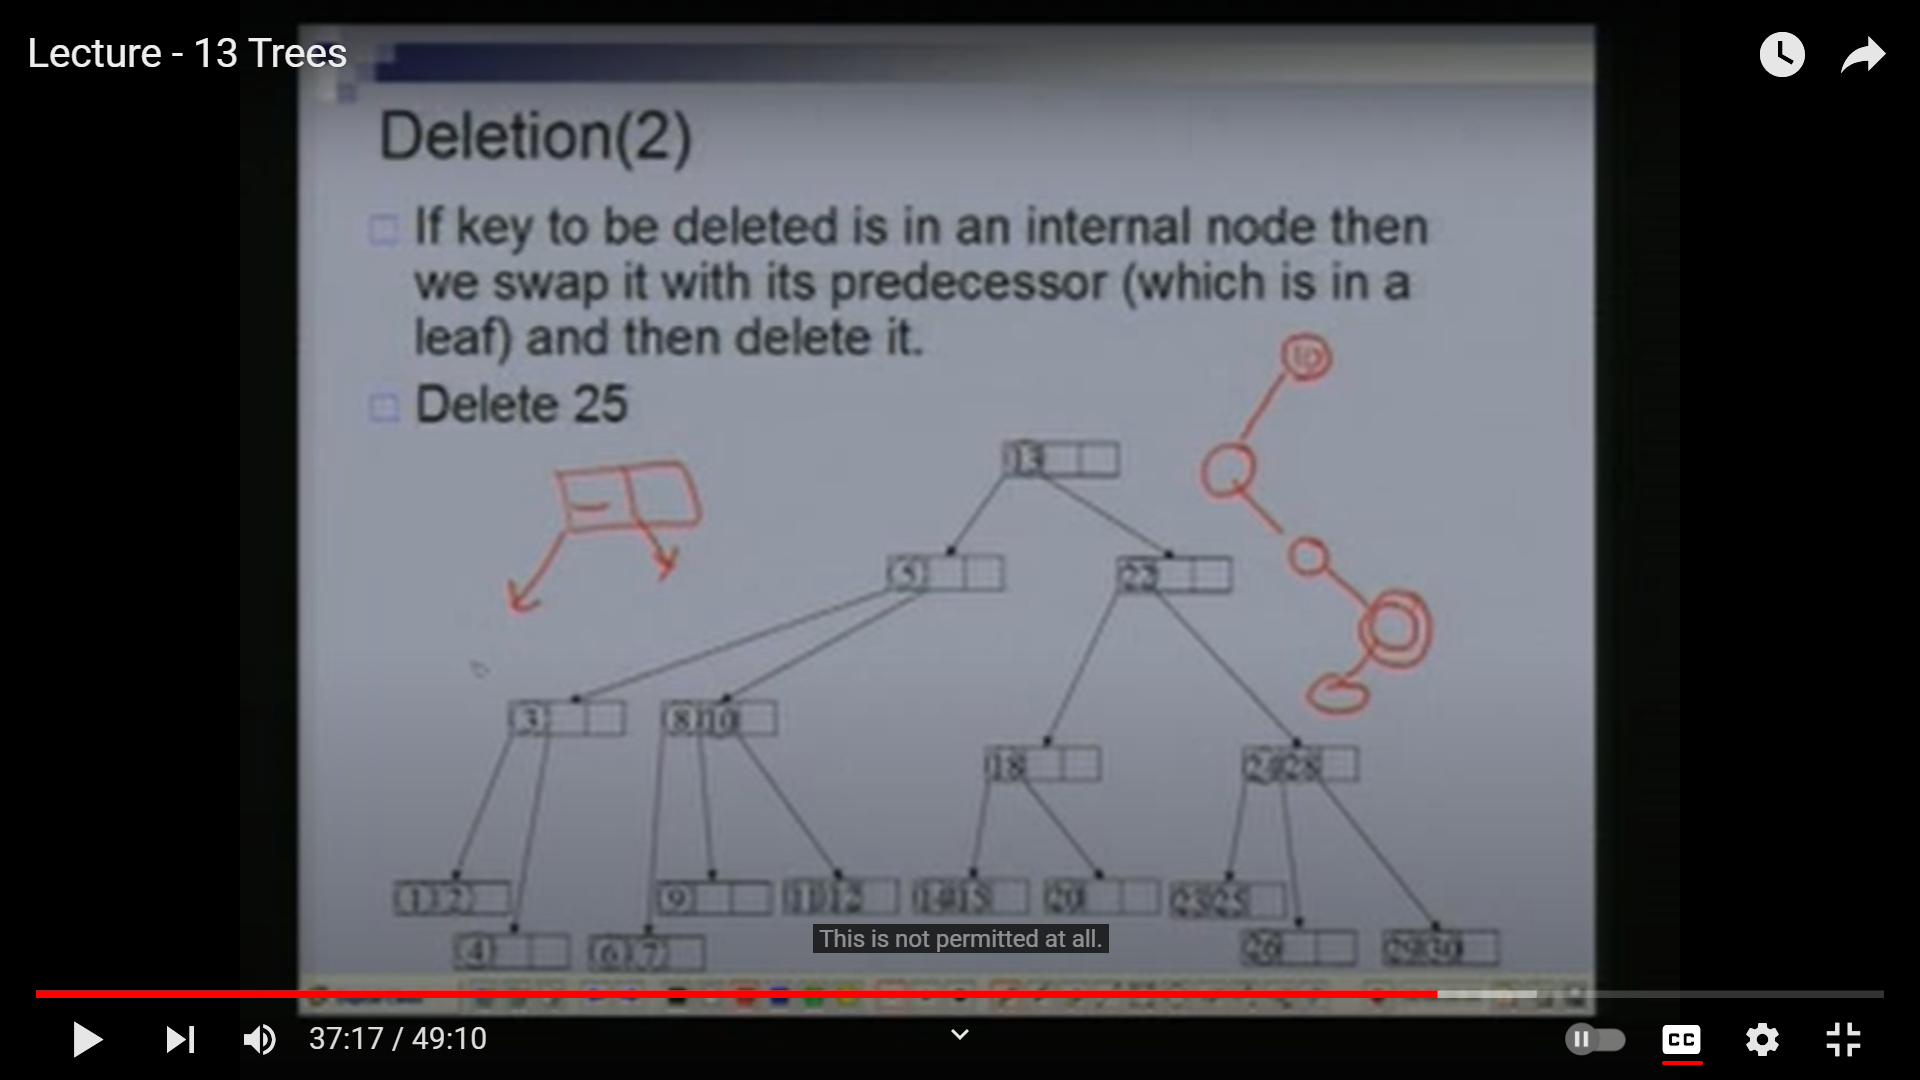 Lecture - 13 Trees
Deletion(2)
If key to be deleted is in an internal node then
we swap it with its predecessor (which is in a
leaf) and then delete it.
Delete 25
10
13
5 22
3 8 10 18 24 28
1 2 9 11 12 14 15 20 23 25
4 6 7 26 29 30
This is not permitted at all.
37:17 / 49:10
CC